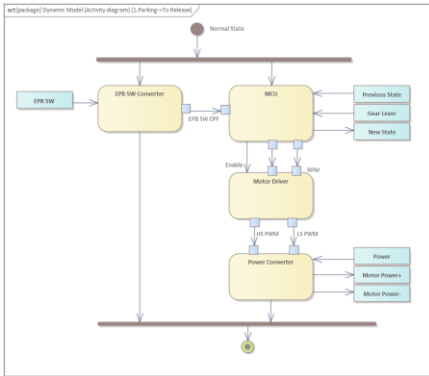 act [package] Dynamic Model (Activity diagram) [1.Parking->To Release]
Normal State
EPB SW
EPB SW Converter
EPB SW OFF
MCU
Previous State
Gear Lever
New State
Enable
RPM
Motor Driver
HS PWM
LS PWM
Power Converter
Power
Motor Power+
Motor Power-